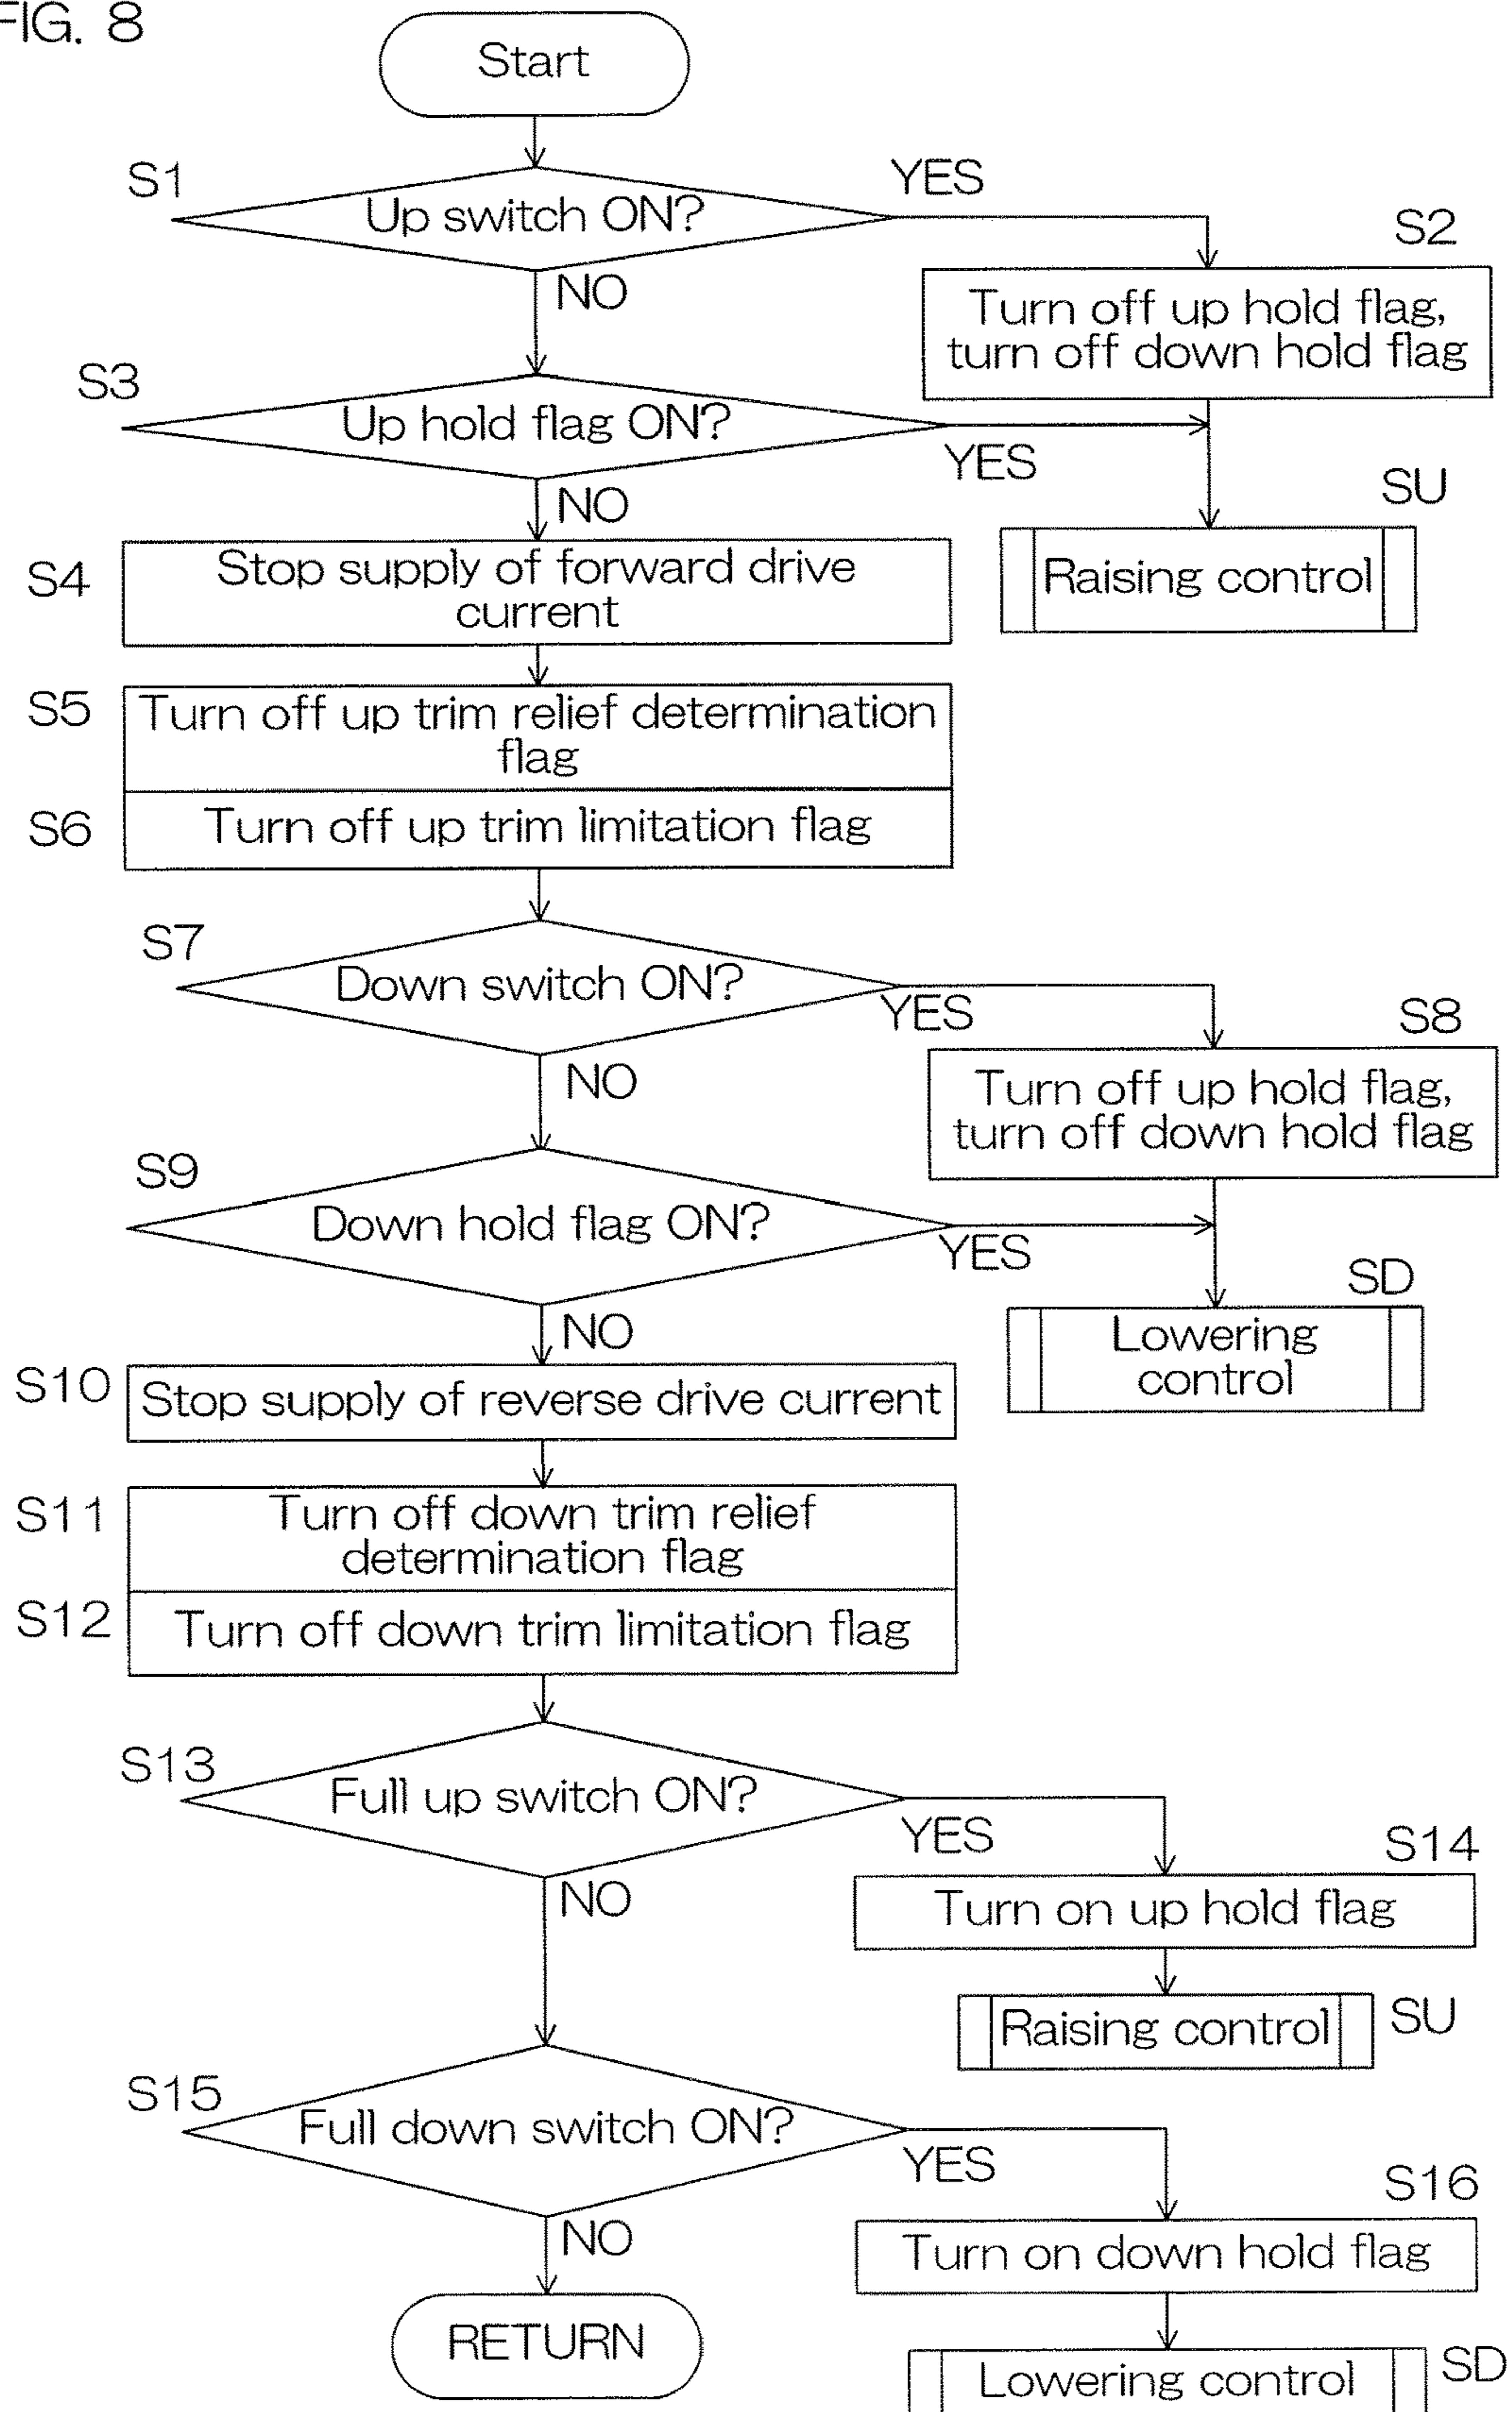 FIG. 8
Start
S1
Up switch ON?
YES
NO
S2
Turn off up hold flag,
turn off down hold flag
S3
Up hold flag ON?
YES
NO
SU
Raising control
S4
Stop supply of forward drive
current
S5
Turn off up trim relief determination
flag
S6
Turn off up trim limitation flag
S7
Down switch ON?
YES
NO
S8
Turn off up hold flag,
turn off down hold flag
S9
Down hold flag ON?
YES
NO
SD
Lowering
control
S10
Stop supply of reverse drive current
S11
Turn off down trim relief
determination flag
S12
Turn off down trim limitation flag
S13
Full up switch ON?
YES
NO
S14
Turn on up hold flag
Raising control
SU
S15
Full down switch ON?
YES
NO
S16
Turn on down hold flag
RETURN
Lowering control
SD